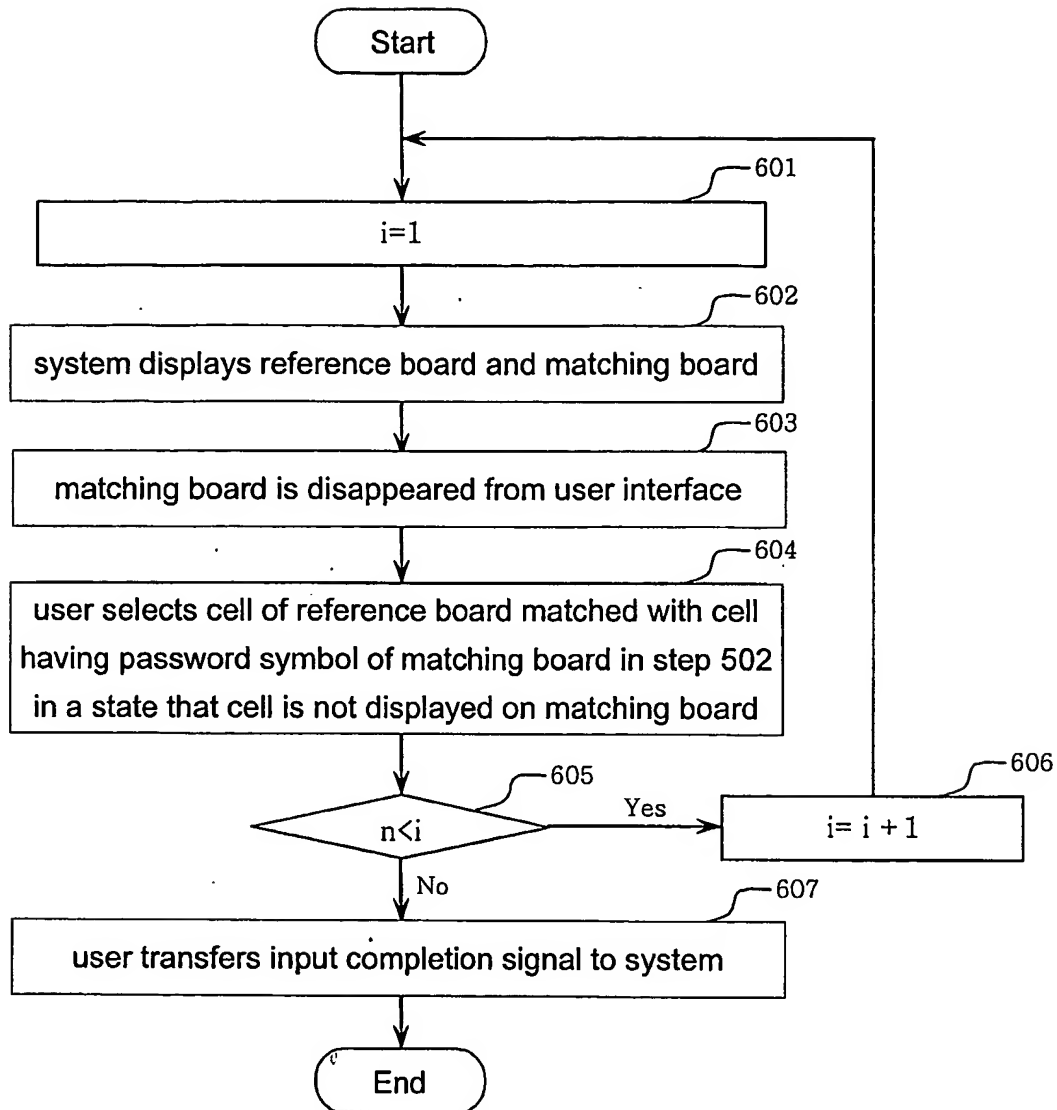 Start
601
i=1
602
system displays reference board and matching board
603
matching board is disappeared from user interface
604
user selects cell of reference board matched with cell
having password symbol of matching board in step 502
in a state that cell is not displayed on matching board
605
n<i
Yes
606
i= i + 1
No
607
user transfers input completion signal to system
End